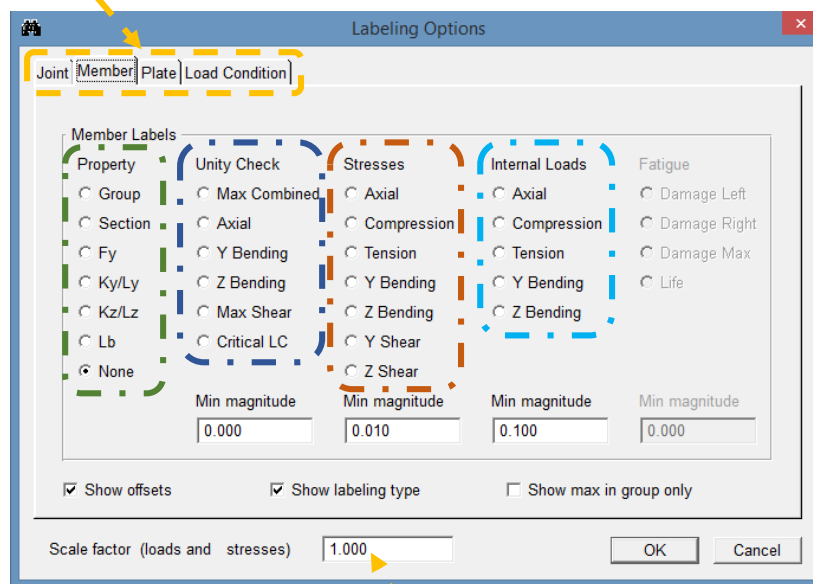 Labeling Options
Joint Member Plate Load Condition
Member Labels
Property Unity Check Stresses Internal Loads Fatigue
Group Max Combined Axial Axial Damage Left
Section Axial Compression Compression Damage Right
Fy Y Bending Tension Tension Damage Max
Ky/Ly Z Bending Y Bending Y Bending Life
Kz/Lz Max Shear Z Bending Z Bending
Lb Critical LC Y Shear
None Z Shear
Min magnitude Min magnitude Min magnitude Min magnitude
0.000 0.010 0.100 0.000
Show offsets Show labeling type Show max in group only
Scale factor (loads and stresses) 1.000 OK Cancel